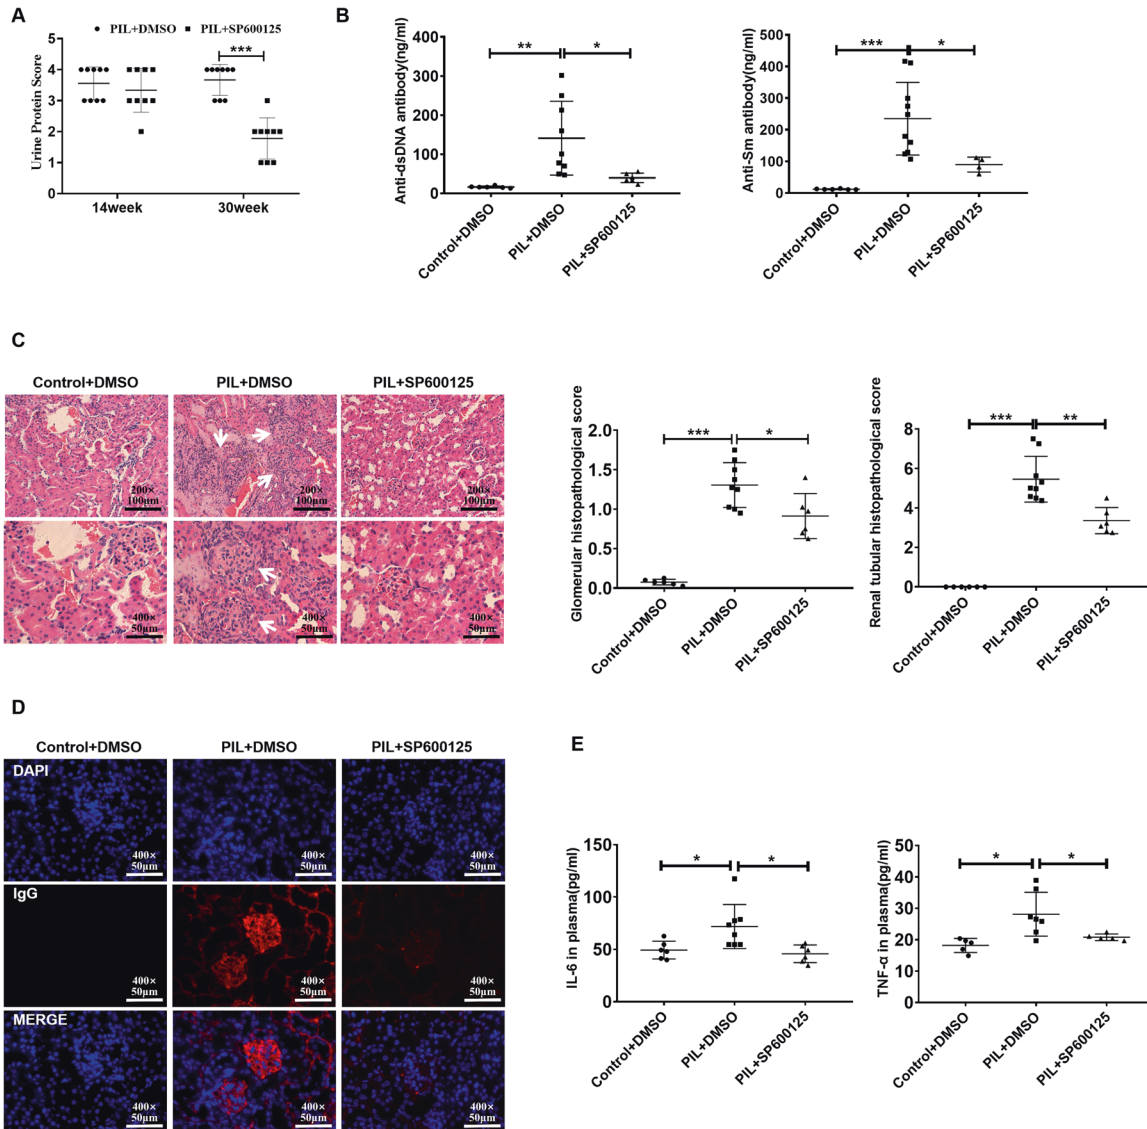 A
PIL+DMSO PIL+SP600125
***
Urine Protein Score
5
4
3
2
1
0
14week 30week
B
** *
Anti-dsDNA antibody(ng/ml)
400
300
200
100
0
Control+DMSO
PIL+DMSO
PIL+SP600125
*** *
Anti-Sm antibody(ng/ml)
500
400
300
200
100
0
Control+DMSO
PIL+DMSO
PIL+SP600125
C
Control+DMSO PIL+DMSO PIL+SP600125
200× 200× 200×
100μm 100μm 100μm
400× 400× 400×
50μm 50μm 50μm
*** *
Glomerular histopathological score
2.0
1.5
1.0
0.5
0.0
Control+DMSO
PIL+DMSO
PIL+SP600125
*** **
Renal tubular histopathological score
8
6
4
2
0
Control+DMSO
PIL+DMSO
PIL+SP600125
D
Control+DMSO PIL+DMSO PIL+SP600125
DAPI
400× 400× 400×
50μm 50μm 50μm
IgG
400× 400× 400×
50μm 50μm 50μm
MERGE
400× 400× 400×
50μm 50μm 50μm
E
* *
IL-6 in plasma(pg/ml)
150
100
50
0
Control+DMSO
PIL+DMSO
PIL+SP600125
* *
TNF-α in plasma(pg/ml)
50
40
30
20
10
0
Control+DMSO
PIL+DMSO
PIL+SP600125